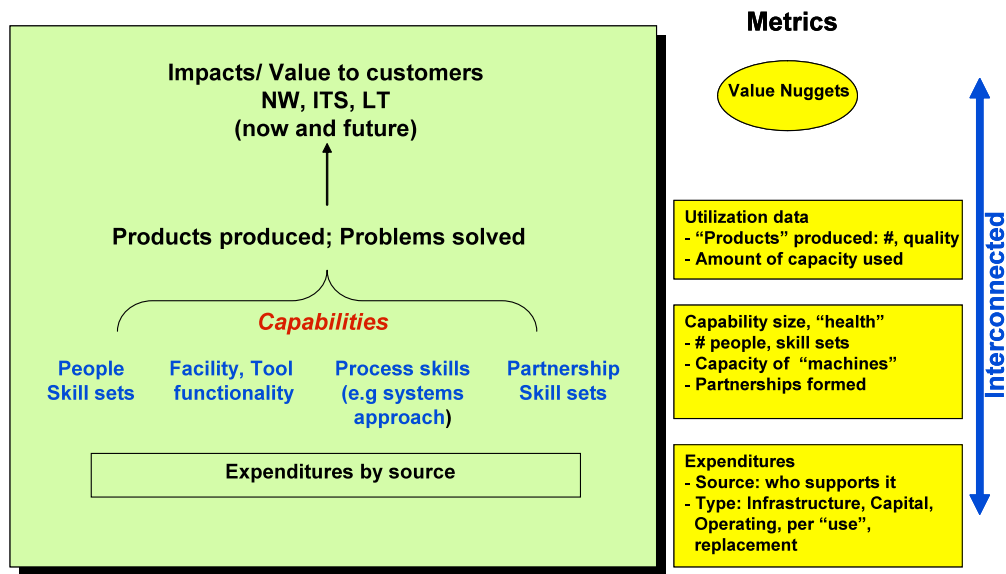 Metrics
Impacts/ Value to customers
NW, ITS, LT
(now and future)
Value Nuggets
Products produced; Problems solved
Utilization data
- “Products” produced: #, quality
- Amount of capacity used
Capabilities
People
Skill sets
Facility, Tool
functionality
Process skills
(e.g systems
approach)
Partnership
Skill sets
Capability size, “health”
- # people, skill sets
- Capacity of “machines”
- Partnerships formed
Expenditures by source
Expenditures
- Source: who supports it
- Type: Infrastructure, Capital,
Operating, per “use”,
replacement
Interconnected